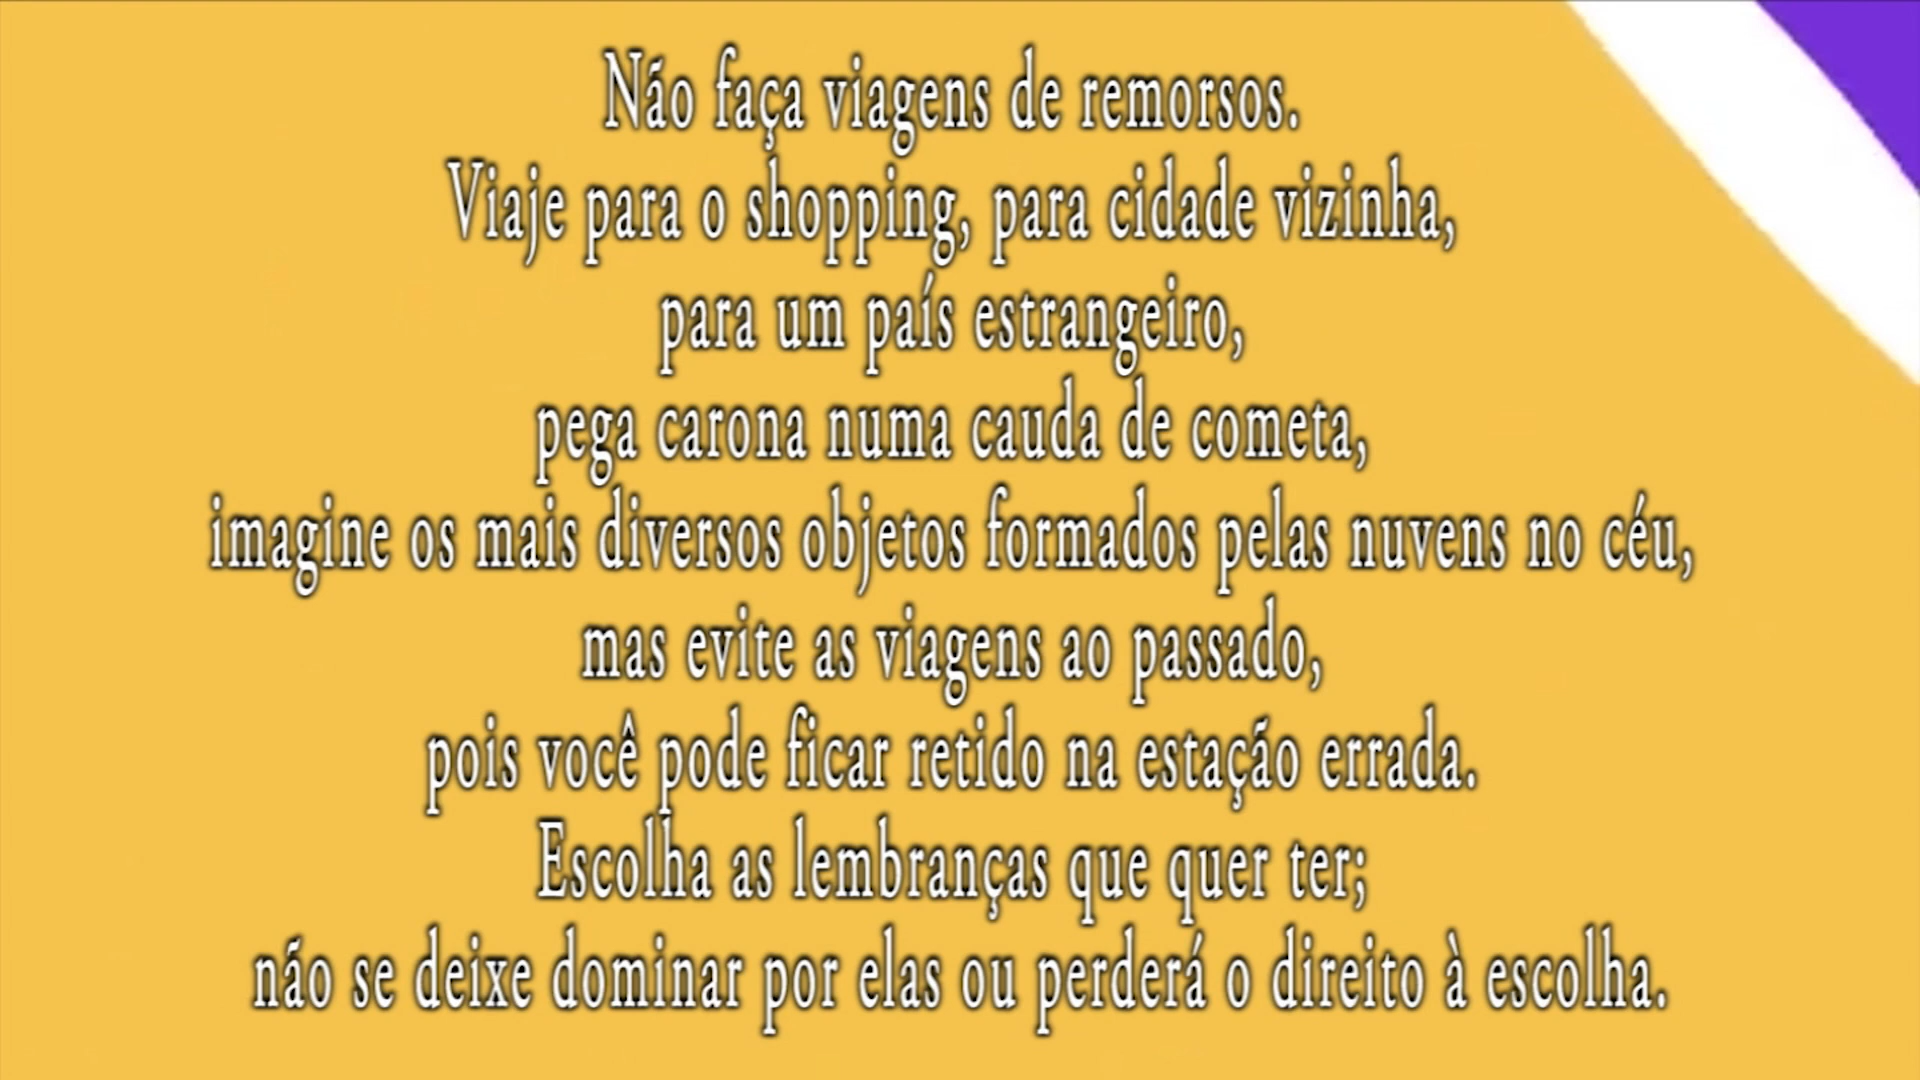 Não faça viagens de remorsos.
Viaje para o shopping, para cidade vizinha,
para um país estrangeiro,
pega carona numa cauda de cometa,
imagine os mais diversos objetos formados pelas nuvens no céu,
mas evite as viagens ao passado,
pois você pode ficar retido na estação errada.
Escolha as lembranças que quer ter;
não se deixe dominar por elas ou perderá o direito à escolha.